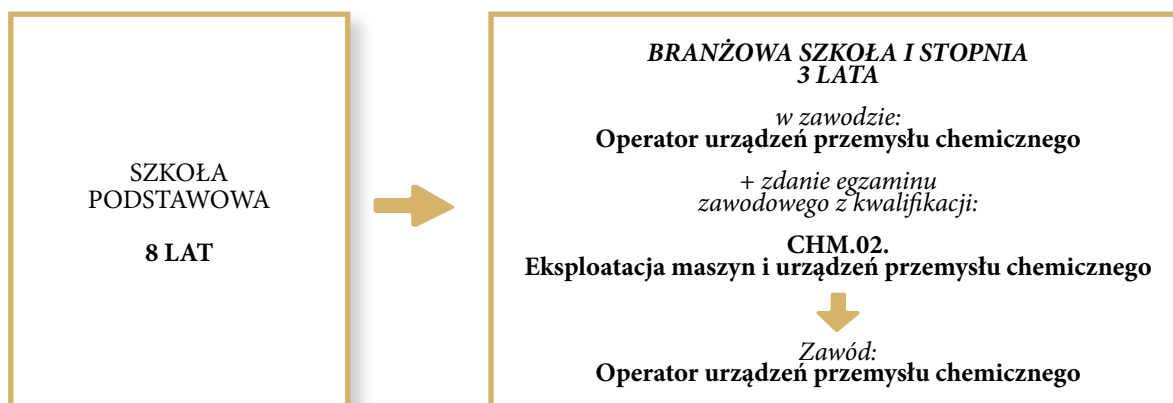 SZKOŁA
PODSTAWOWA
8 LAT
BRANŻOWA SZKOŁA I STOPNIA
3 LATA
w zawodzie:
Operator urządzeń przemysłu chemicznego
+ zdanie egzaminu
zawodowego z kwalifikacji:
CHM.02.
Eksploatacja maszyn i urządzeń przemysłu chemicznego
Zawód:
Operator urządzeń przemysłu chemicznego